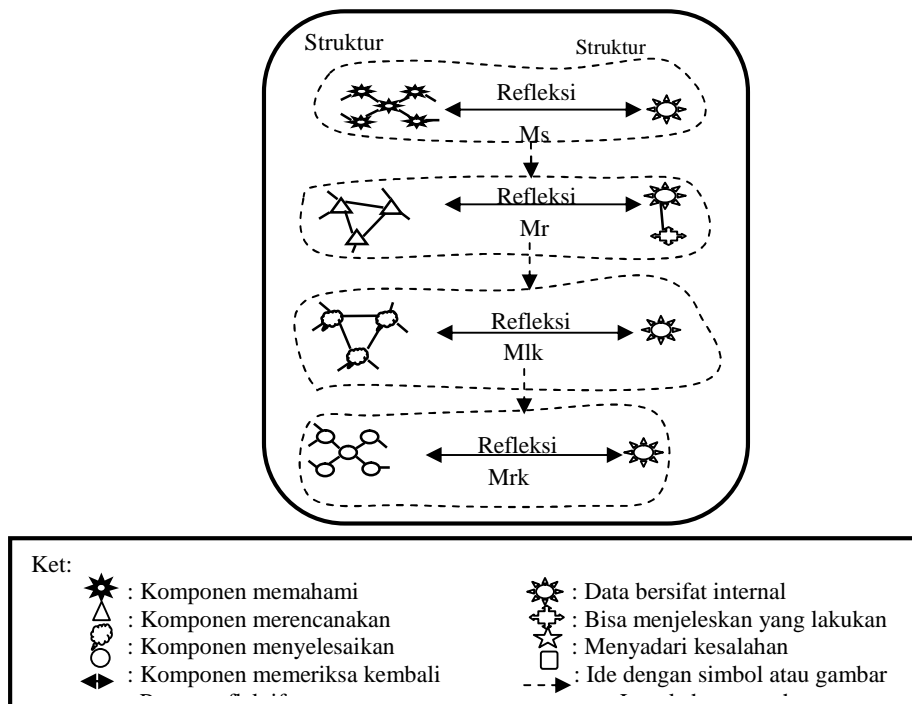 Struktur Struktur
Refleksi
Ms
Refleksi
Mr
Refleksi
Mlk
Refleksi
Mrk
Ket:
: Komponen memahami
: Komponen merencanakan
: Komponen menyelesaikan
: Komponen memeriksa kembali
: Data bersifat internal
: Bisa menjeleskan yang lakukan
: Menyadari kesalahan
: Ide dengan simbol atau gambar